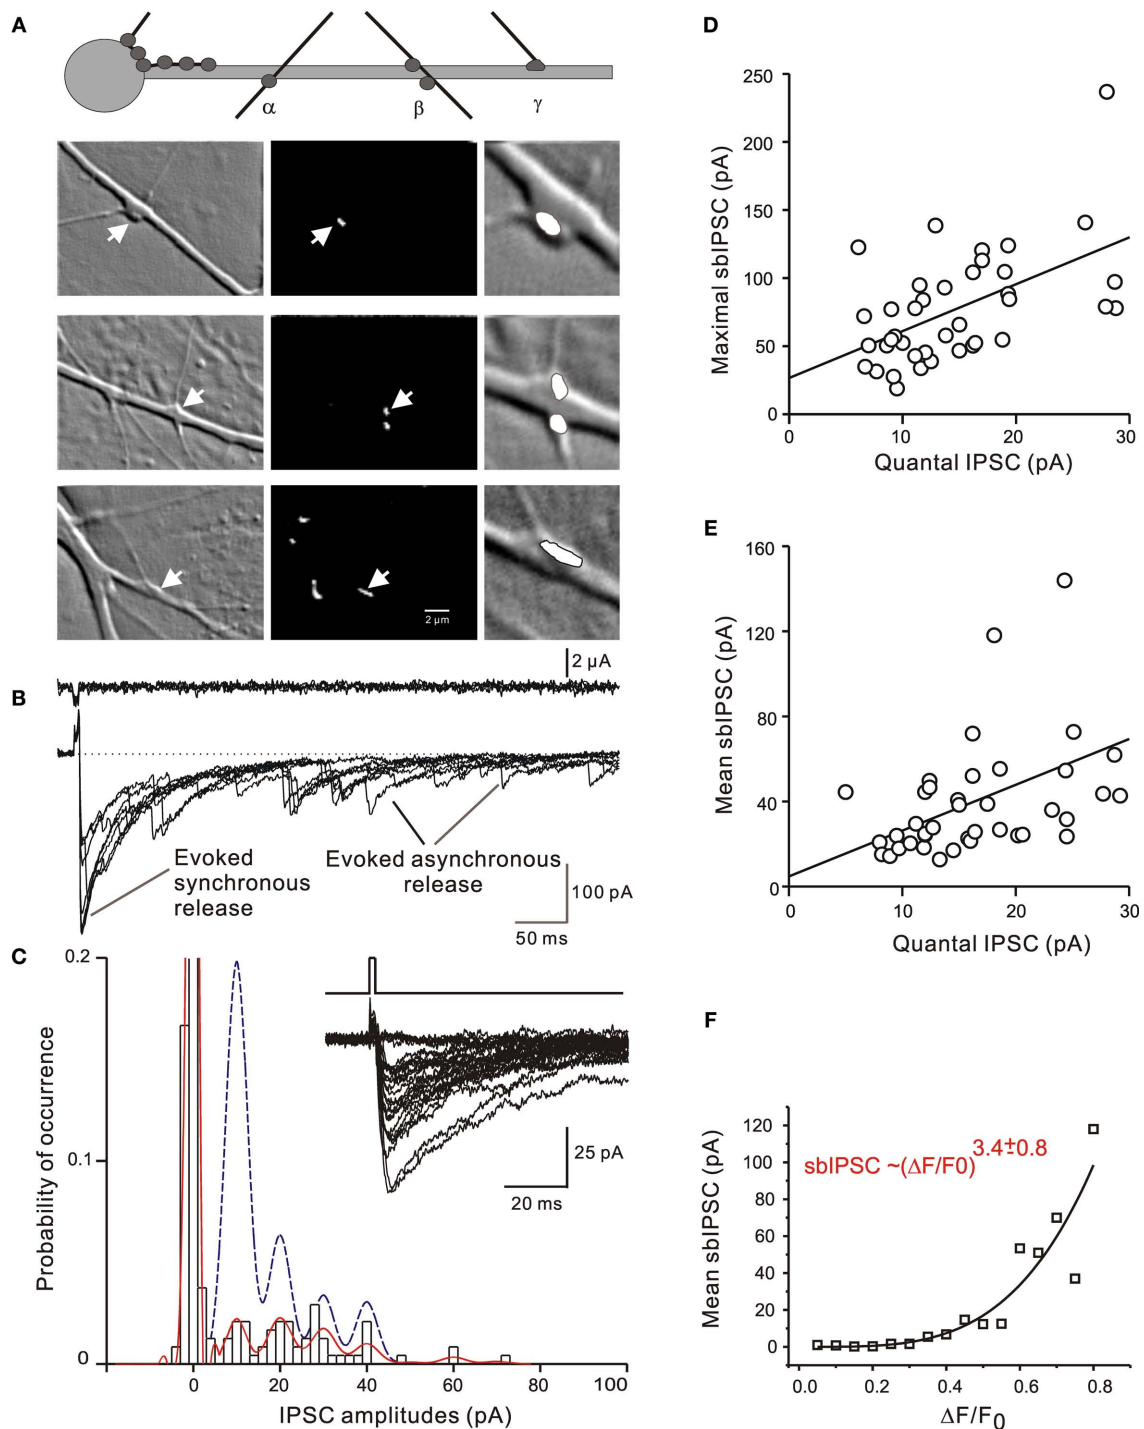 A
α
β
γ
2 µm
B
2 µA
Evoked
synchronous
release
Evoked asynchronous
release
100 pA
50 ms
C
Probability of occurrence
0.2
0.1
0
0
20
40
60
80
100
IPSC amplitudes (pA)
25 pA
20 ms
D
Maximal sbIPSC (pA)
250
200
150
100
50
0
0
10
20
30
Quantal IPSC (pA)
E
Mean sbIPSC (pA)
160
120
80
40
0
0
10
20
30
Quantal IPSC (pA)
F
Mean sbIPSC (pA)
120
100
80
60
40
20
0
sbIPSC ~(ΔF/F0)3.4±0.8
0.0
0.2
0.4
0.6
0.8
ΔF/F0